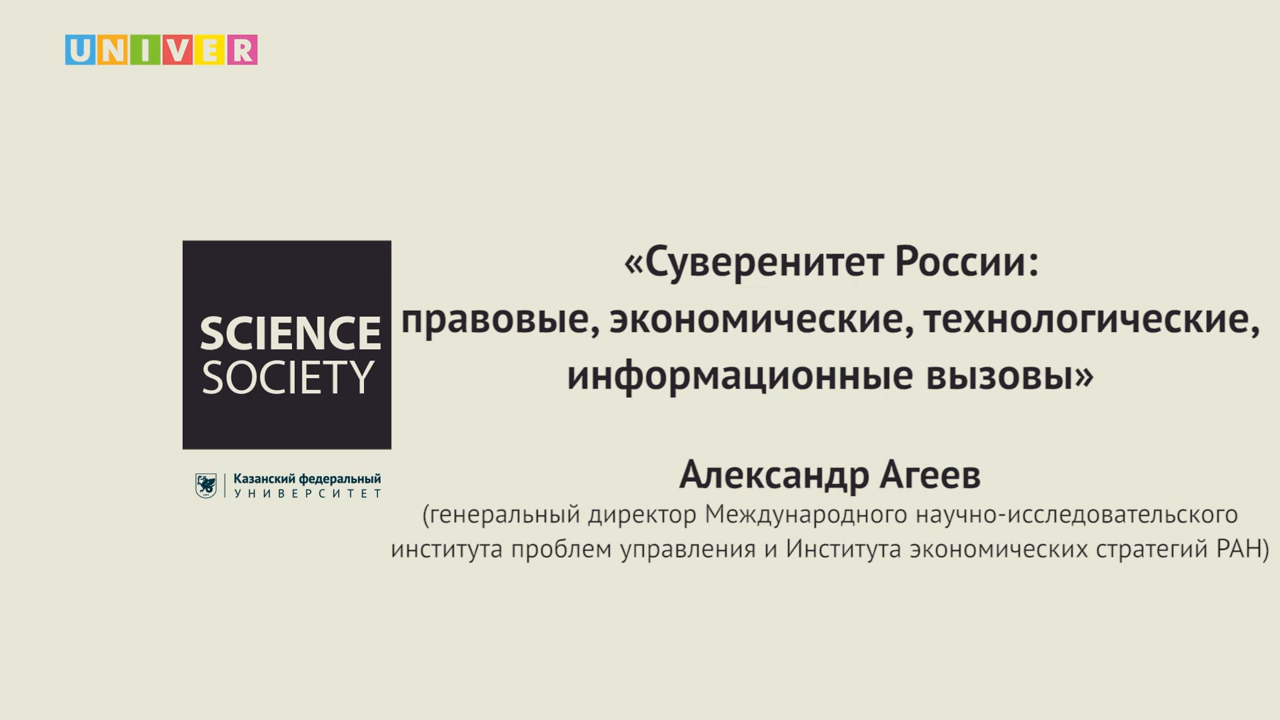 UNIVER
SCIENCE
SOCIETY
Казанский федеральный
УНИВЕРСИТЕТ
«Суверенитет России:
правовые, экономические, технологические,
информационные вызовы»
Александр Агеев
(генеральный директор Международного научно-исследовательского
института проблем управления и Института экономических стратегий РАН)